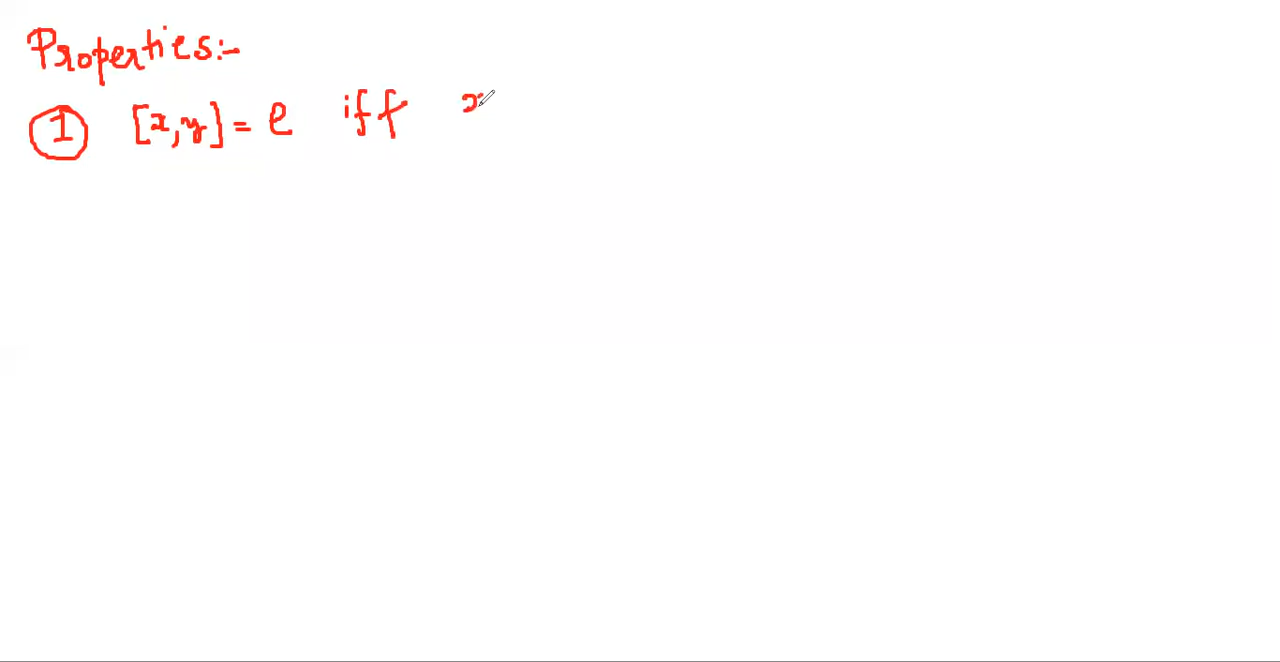 Properties:-
① [x,y] = e iff x